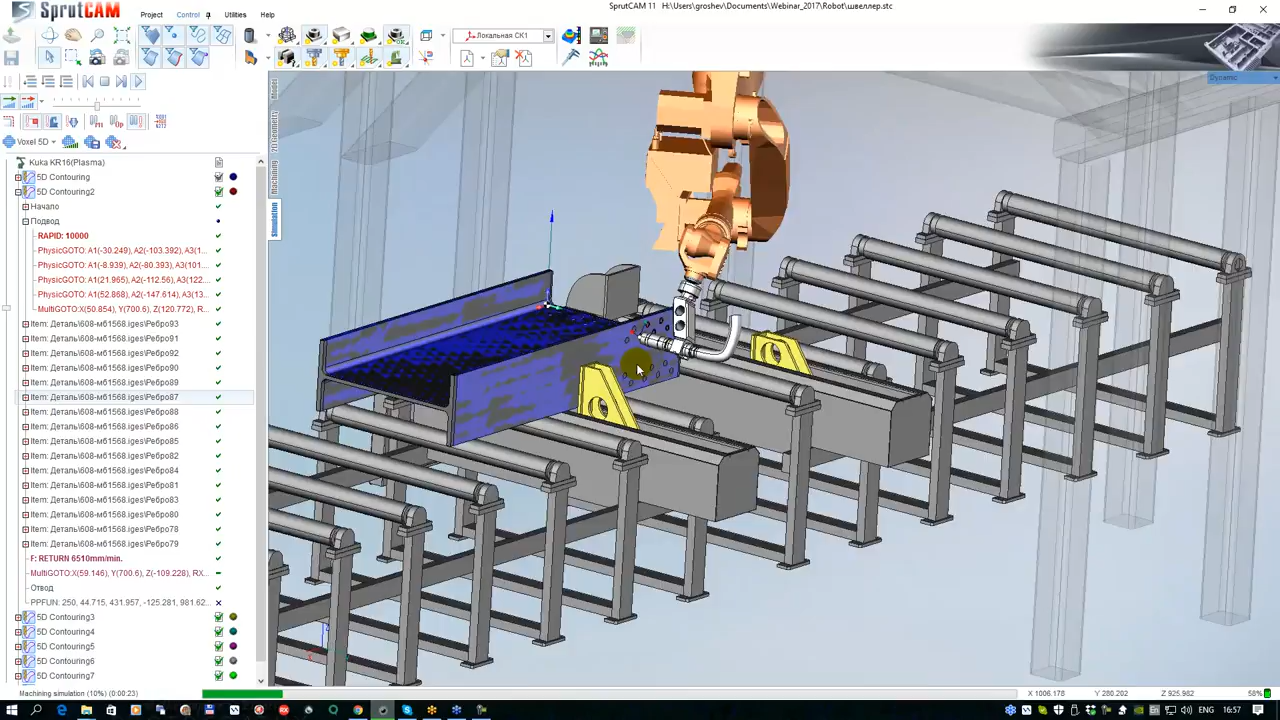 SprutCAM
SprutCAM 11 H:\Users\groshev\Documents\Webinar_2017\Robot\швеллер.stc
Project Control Utilities Help
Локальная СК1
Dynamic
Voxel 5D
Model
2D Geometry
Machining
Simulation
Kuka KR16(Plasma)
5D Contouring
5D Contouring2
Начало
Подвод
RAPID: 10000
PhysicGOTO: A1(-30.249), A2(-103.392), A3(1...
PhysicGOTO: A1(-8.939), A2(-80.393), A3(101...
PhysicGOTO: A1(21.965), A2(-112.56), A3(122...
PhysicGOTO: A1(52.868), A2(-147.614), A3(13...
MultiGOTO:X(50.854), Y(700.6), Z(120.772), R...
Item: Деталь\608-м61568.iges\Ребро93
Item: Деталь\608-м61568.iges\Ребро91
Item: Деталь\608-м61568.iges\Ребро92
Item: Деталь\608-м61568.iges\Ребро90
Item: Деталь\608-м61568.iges\Ребро89
Item: Деталь\608-м61568.iges\Ребро87
Item: Деталь\608-м61568.iges\Ребро88
Item: Деталь\608-м61568.iges\Ребро86
Item: Деталь\608-м61568.iges\Ребро85
Item: Деталь\608-м61568.iges\Ребро82
Item: Деталь\608-м61568.iges\Ребро84
Item: Деталь\608-м61568.iges\Ребро81
Item: Деталь\608-м61568.iges\Ребро83
Item: Деталь\608-м61568.iges\Ребро80
Item: Деталь\608-м61568.iges\Ребро78
Item: Деталь\608-м61568.iges\Ребро79
F: RETURN 6510mm/min.
MultiGOTO:X(59.146), Y(700.6), Z(-109.228), RX...
Отвод
PPFUN: 250, 44.715, 431.957, -125.281, 981.62...
5D Contouring3
5D Contouring4
5D Contouring5
5D Contouring6
5D Contouring7
Machining simulation (10%) (0:00:23)
X 1006.178 Y 280.202 Z 925.982 58%
ENG 16:57